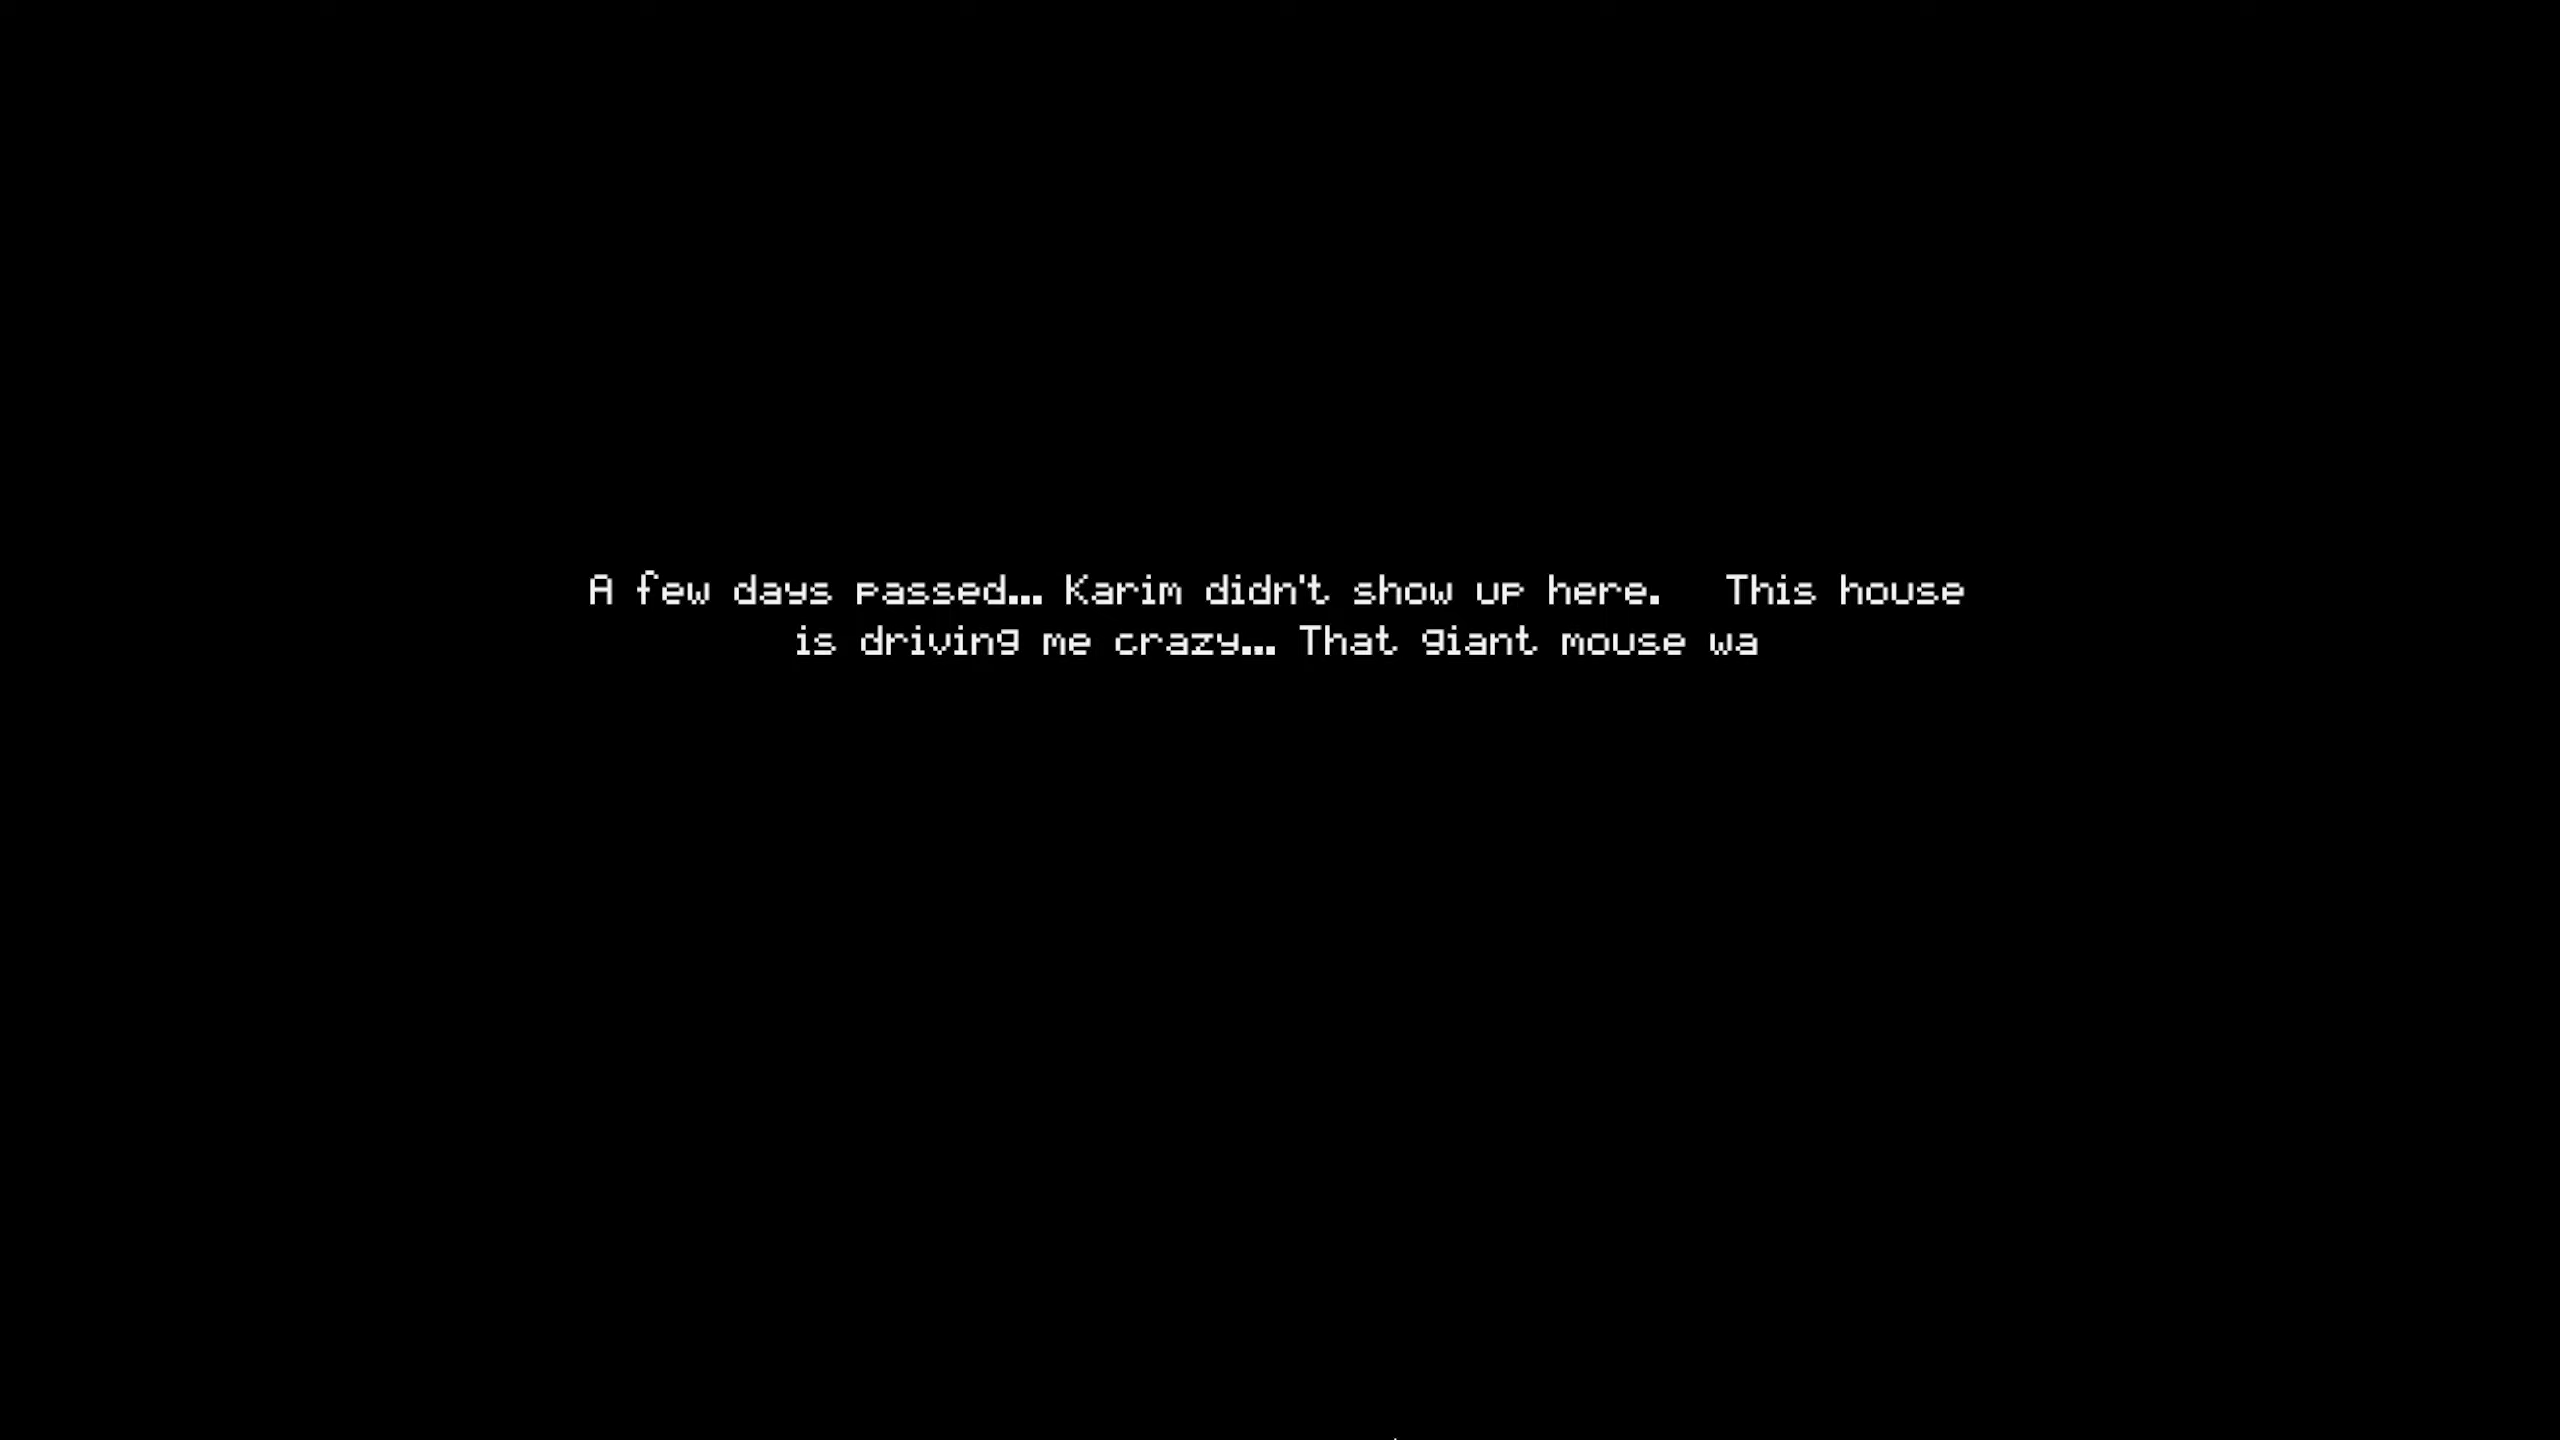 A few days passed... Karim didn't show up here.   This house
is driving me crazy... That giant mouse wa